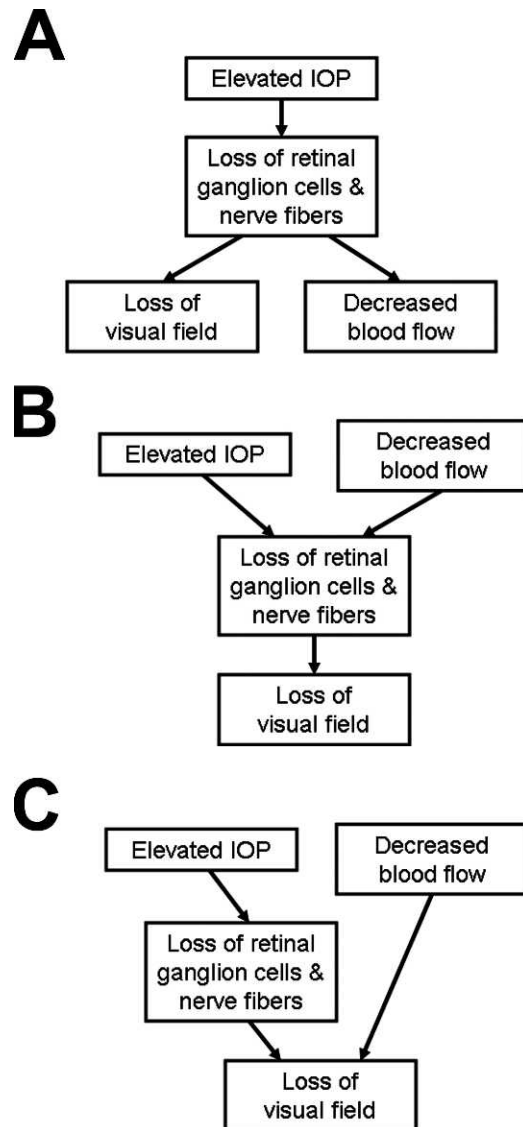 A
Elevated IOP
Loss of retinal
ganglion cells &
nerve fibers
Loss of
visual field
Decreased
blood flow
B
Elevated IOP
Decreased
blood flow
Loss of retinal
ganglion cells &
nerve fibers
Loss of
visual field
C
Elevated IOP
Decreased
blood flow
Loss of retinal
ganglion cells &
nerve fibers
Loss of
visual field